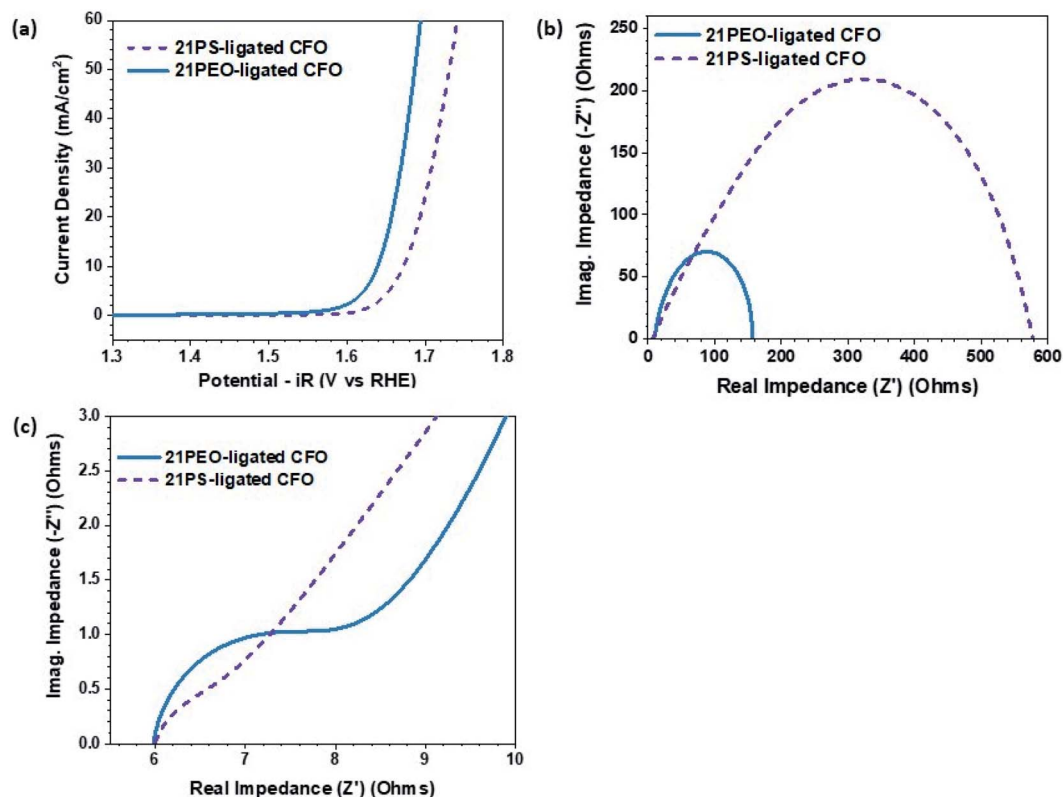 (a)
60
50
40
30
20
10
0
Current Density (mA/cm²)
21PS-ligated CFO
21PEO-ligated CFO
1.3 1.4 1.5 1.6 1.7 1.8
Potential - iR (V vs RHE)
(b)
250
200
150
100
50
0
Imag. Impedance (-Z'') (Ohms)
21PEO-ligated CFO
21PS-ligated CFO
0 100 200 300 400 500 600
Real Impedance (Z') (Ohms)
(c)
3.0
2.5
2.0
1.5
1.0
0.5
0.0
Imag. Impedance (-Z'') (Ohms)
21PEO-ligated CFO
21PS-ligated CFO
6 7 8 9 10
Real Impedance (Z') (Ohms)